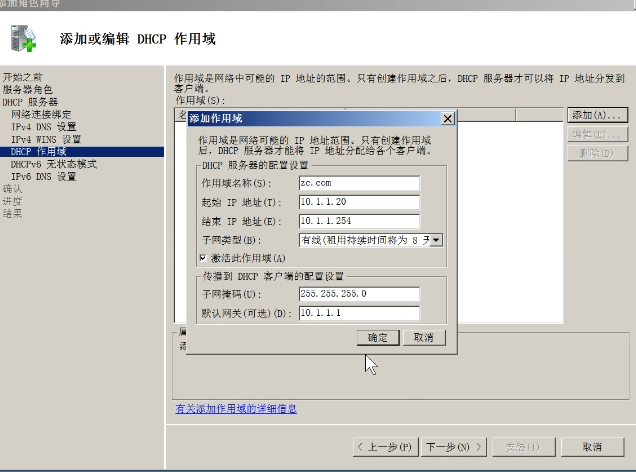 添加角色向导
添加或编辑 DHCP 作用域
开始之前
服务器角色
DHCP 服务器
网络连接绑定
IPv4 DNS 设置
IPv4 WINS 设置
DHCP 作用域
DHCPv6 无状态模式
IPv6 DNS 设置
确认
进度
结果
作用域是网络中可能的 IP 地址的范围。只有创建作用域之后，DHCP 服务器才可以将 IP 地址分发到
客户端。
作用域(S):
添加(A)...
编辑(E)...
删除(D)
添加作用域
作用域是网络可能的 IP 地址范围。只有创建作用域
后，DHCP 服务器才能将 IP 地址分配给各个客户端。
DHCP 服务器的配置设置
作用域名称(S): zc.com
起始 IP 地址(T): 10.1.1.20
结束 IP 地址(E): 10.1.1.254
子网类型(B): 有线(租用持续时间将为 8 天
激活此作用域(A)
传播到 DHCP 客户端的配置设置
子网掩码(U): 255.255.255.0
默认网关(可选)(D): 10.1.1.1
确定 取消
有关添加作用域的详细信息
< 上一步(P) 下一步(N) > 安装(I) 取消